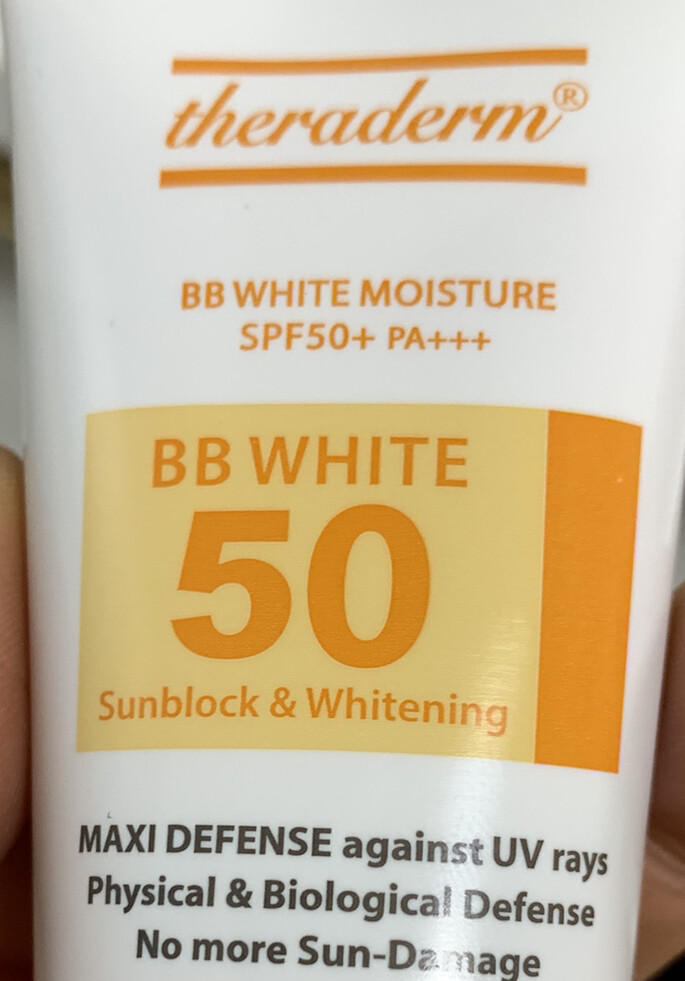 theraderm®
BB WHITE MOISTURE
SPF50+ PA+++
BB WHITE
50
Sunblock & Whitening
MAXI DEFENSE against UV rays
Physical & Biological Defense
No more Sun-Damage